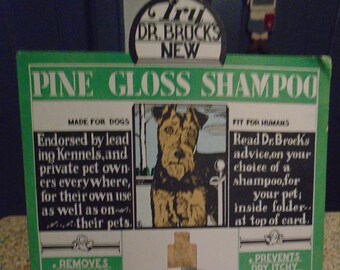 Try
DR. BROCK'S
NEW
PINE GLOSS SHAMPOO
MADE FOR DOGS
FIT FOR HUMANS
Endorsed by lead
ing Kennels, and
private pet own-
ers everywhere,
for their own use
as well as on
their pets.
Read Dr. Brocks
advice, on your
choice of a
shampoo, for
your pet;
inside folder
at top of card.
REMOVES
PREVENTS
DRY ITCHY